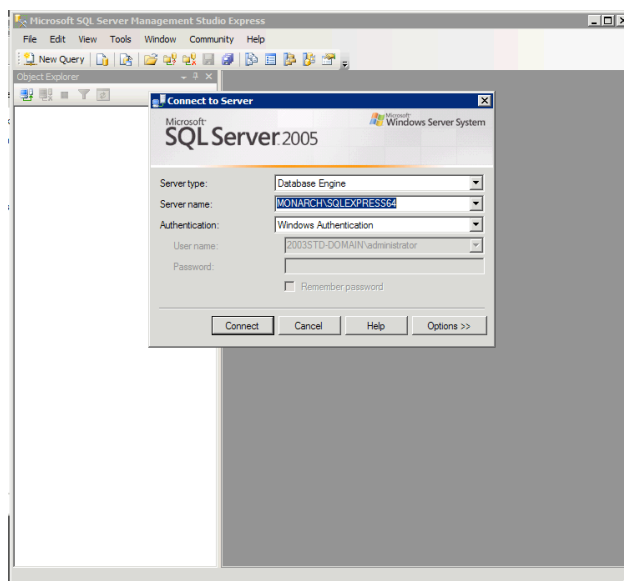 Microsoft SQL Server Management Studio Express
File Edit View Tools Window Community Help
New Query
Object Explorer
Connect to Server
Microsoft
SQL Server 2005
Microsoft
Windows Server System
Server type: Database Engine
Server name: MONARCH\SQLEXPRESS64
Authentication: Windows Authentication
User name: 2003STD-DOMAIN\administrator
Password:
Remember password
Connect Cancel Help Options >>